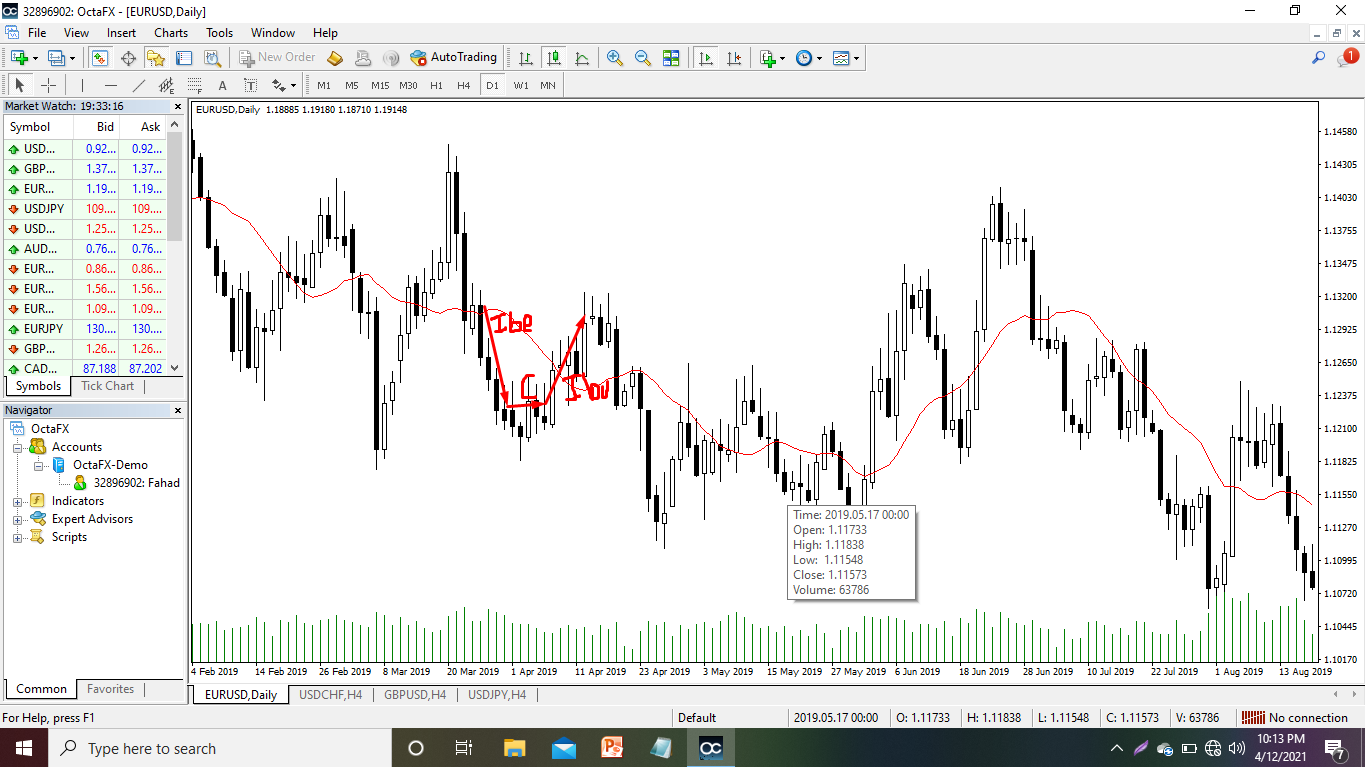 32896902: OctaFX - [EURUSD,Daily]
File View Insert Charts Tools Window Help
New Order AutoTrading 1
A T M1 M5 M15 M30 H1 H4 D1 W1 MN
Market Watch: 19:33:16
Symbol Bid Ask
USD... 0.92... 0.92...
GBP... 1.37... 1.37...
EUR... 1.19... 1.19...
USDJPY 109.... 109....
USD... 1.25... 1.25...
AUD... 0.76... 0.76...
EUR... 0.86... 0.86...
EUR... 1.56... 1.56...
EUR... 1.09... 1.09...
EURJPY 130.... 130....
GBP... 1.26... 1.26...
CAD... 87.188 87.202
Symbols Tick Chart
Navigator
OctaFX
Accounts
OctaFX-Demo
32896902: Fahad
Indicators
Expert Advisors
Scripts
Common Favorites
EURUSD,Daily 1.18885 1.19180 1.18710 1.19148
Ibe
C
Ibu
Time: 2019.05.17 00:00
Open: 1.11733
High: 1.11838
Low: 1.11548
Close: 1.11573
Volume: 63786
1.14580
1.14305
1.14030
1.13755
1.13475
1.13200
1.12925
1.12650
1.12375
1.12100
1.11825
1.11550
1.11270
1.10995
1.10720
1.10445
1.10170
4 Feb 2019 14 Feb 2019 26 Feb 2019 8 Mar 2019 20 Mar 2019 1 Apr 2019 11 Apr 2019 23 Apr 2019 3 May 2019 15 May 2019 27 May 2019 6 Jun 2019 18 Jun 2019 28 Jun 2019 10 Jul 2019 22 Jul 2019 1 Aug 2019 13 Aug 2019
EURUSD,Daily USDCHF,H4 GBPUSD,H4 USDJPY,H4
For Help, press F1 Default 2019.05.17 00:00 O: 1.11733 H: 1.11838 L: 1.11548 C: 1.11573 V: 63786 No connection
Type here to search
10:13 PM
4/12/2021
7